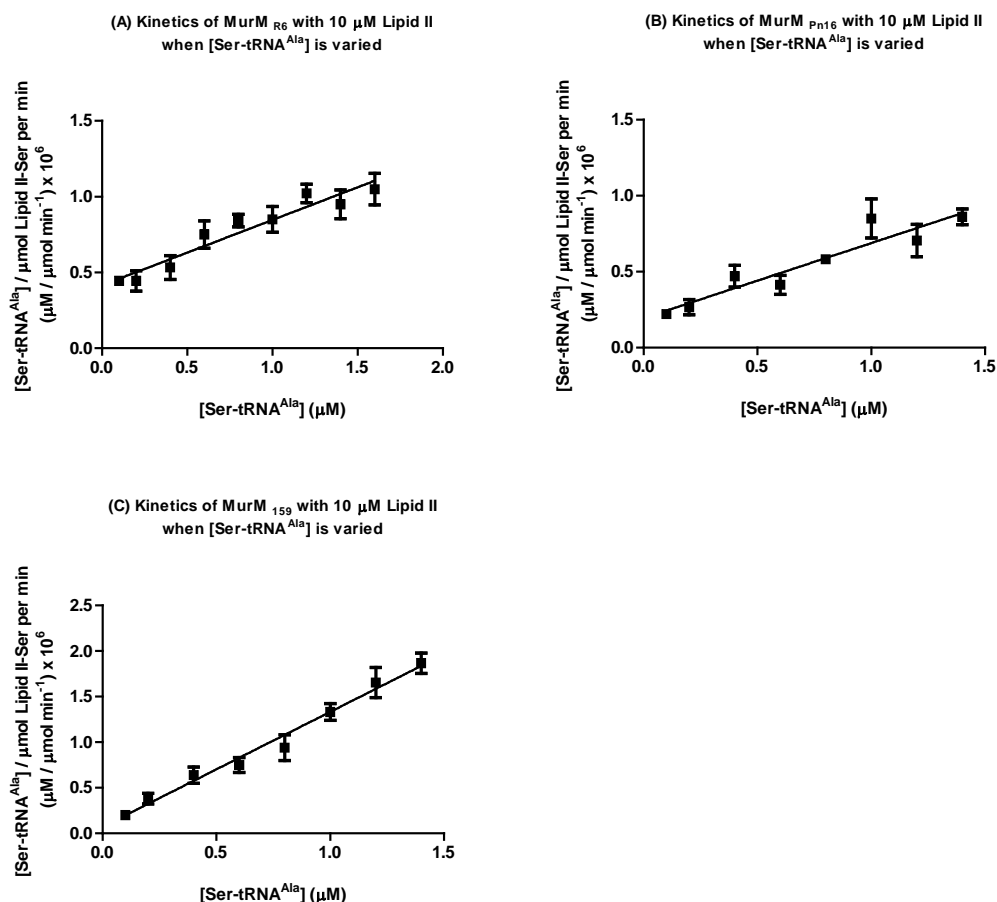 (A) Kinetics of MurM R6 with 10 μM Lipid II
when [Ser-tRNAAla] is varied
[Ser-tRNAAla] / μmol Lipid II-Ser per min
(μM / μmol min-1) x 106
1.5
1.0
0.5
0.0
0.0 0.5 1.0 1.5 2.0
[Ser-tRNAAla] (μM)
(B) Kinetics of MurM Pn16 with 10 μM Lipid II
when [Ser-tRNAAla] is varied
[Ser-tRNAAla] / μmol Lipid II-Ser per min
(μM / μmol min-1) x 106
1.5
1.0
0.5
0.0
0.0 0.5 1.0 1.5
[Ser-tRNAAla] (μM)
(C) Kinetics of MurM 159 with 10 μM Lipid II
when [Ser-tRNAAla] is varied
[Ser-tRNAAla] / μmol Lipid II-Ser per min
(μM / μmol min-1) x 106
2.5
2.0
1.5
1.0
0.5
0.0
0.0 0.5 1.0 1.5
[Ser-tRNAAla] (μM)